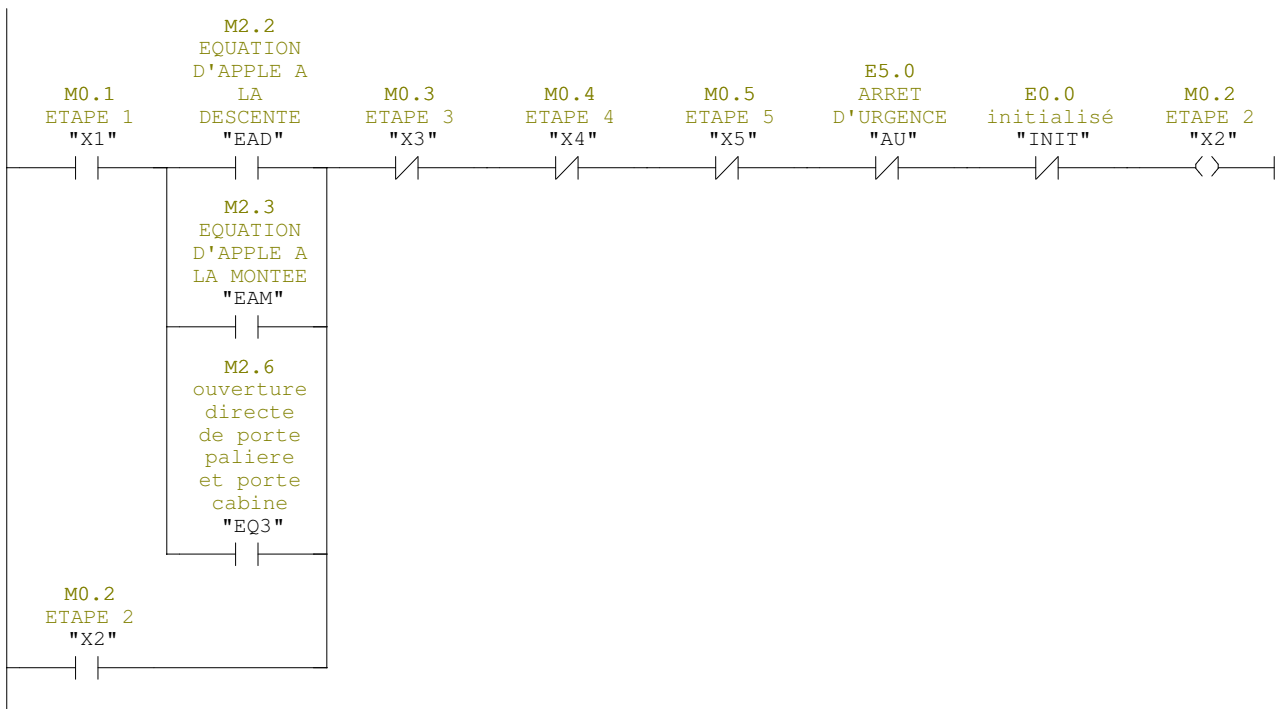 M2.2
EQUATION
D'APPLE A
LA
DESCENTE
"EAD"
M0.1
ETAPE 1
"X1"
M0.3
ETAPE 3
"X3"
M0.4
ETAPE 4
"X4"
M0.5
ETAPE 5
"X5"
E5.0
ARRET
D'URGENCE
"AU"
E0.0
initialisé
"INIT"
M0.2
ETAPE 2
"X2"
M2.3
EQUATION
D'APPLE A
LA MONTEE
"EAM"
M2.6
ouverture
directe
de porte
paliere
et porte
cabine
"EQ3"
M0.2
ETAPE 2
"X2"